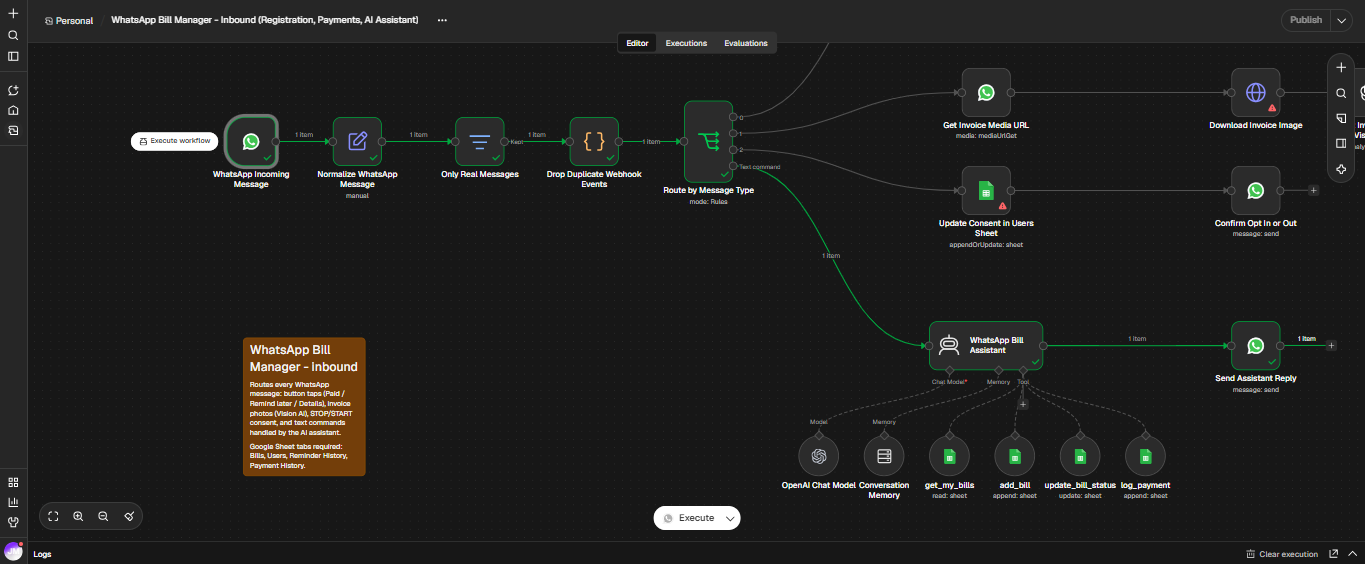 Personal / WhatsApp Bill Manager - Inbound (Registration, Payments, AI Assistant) ...
Publish
Editor Executions Evaluations
Execute workflow
WhatsApp Incoming
Message
1 item
Normalize WhatsApp
Message
manual
1 item
Only Real Messages
Kept
1 item
Drop Duplicate Webhook
Events
1 item
Route by Message Type
mode: Rules
0
1
2
Text command
Get Invoice Media URL
media: mediaUrlGet
Download Invoice Image
Update Consent in Users
Sheet
appendOrUpdate: sheet
Confirm Opt In or Out
message: send
1 item
WhatsApp Bill
Assistant
Chat Model*
Memory
Tool
1 item
1 item
Send Assistant Reply
message: send
Model
Memory
OpenAI Chat Model
Conversation
Memory
get_my_bills
read: sheet
add_bill
append: sheet
update_bill_status
update: sheet
log_payment
append: sheet
WhatsApp Bill
Manager - Inbound
Routes every WhatsApp
message: button taps (Paid /
Remind later / Details), invoice
photos (Vision AI), STOP/START
consent, and text commands
handled by the AI assistant.
Google Sheet tabs required:
Bills, Users, Reminder History,
Payment History.
Execute
Logs
Clear execution